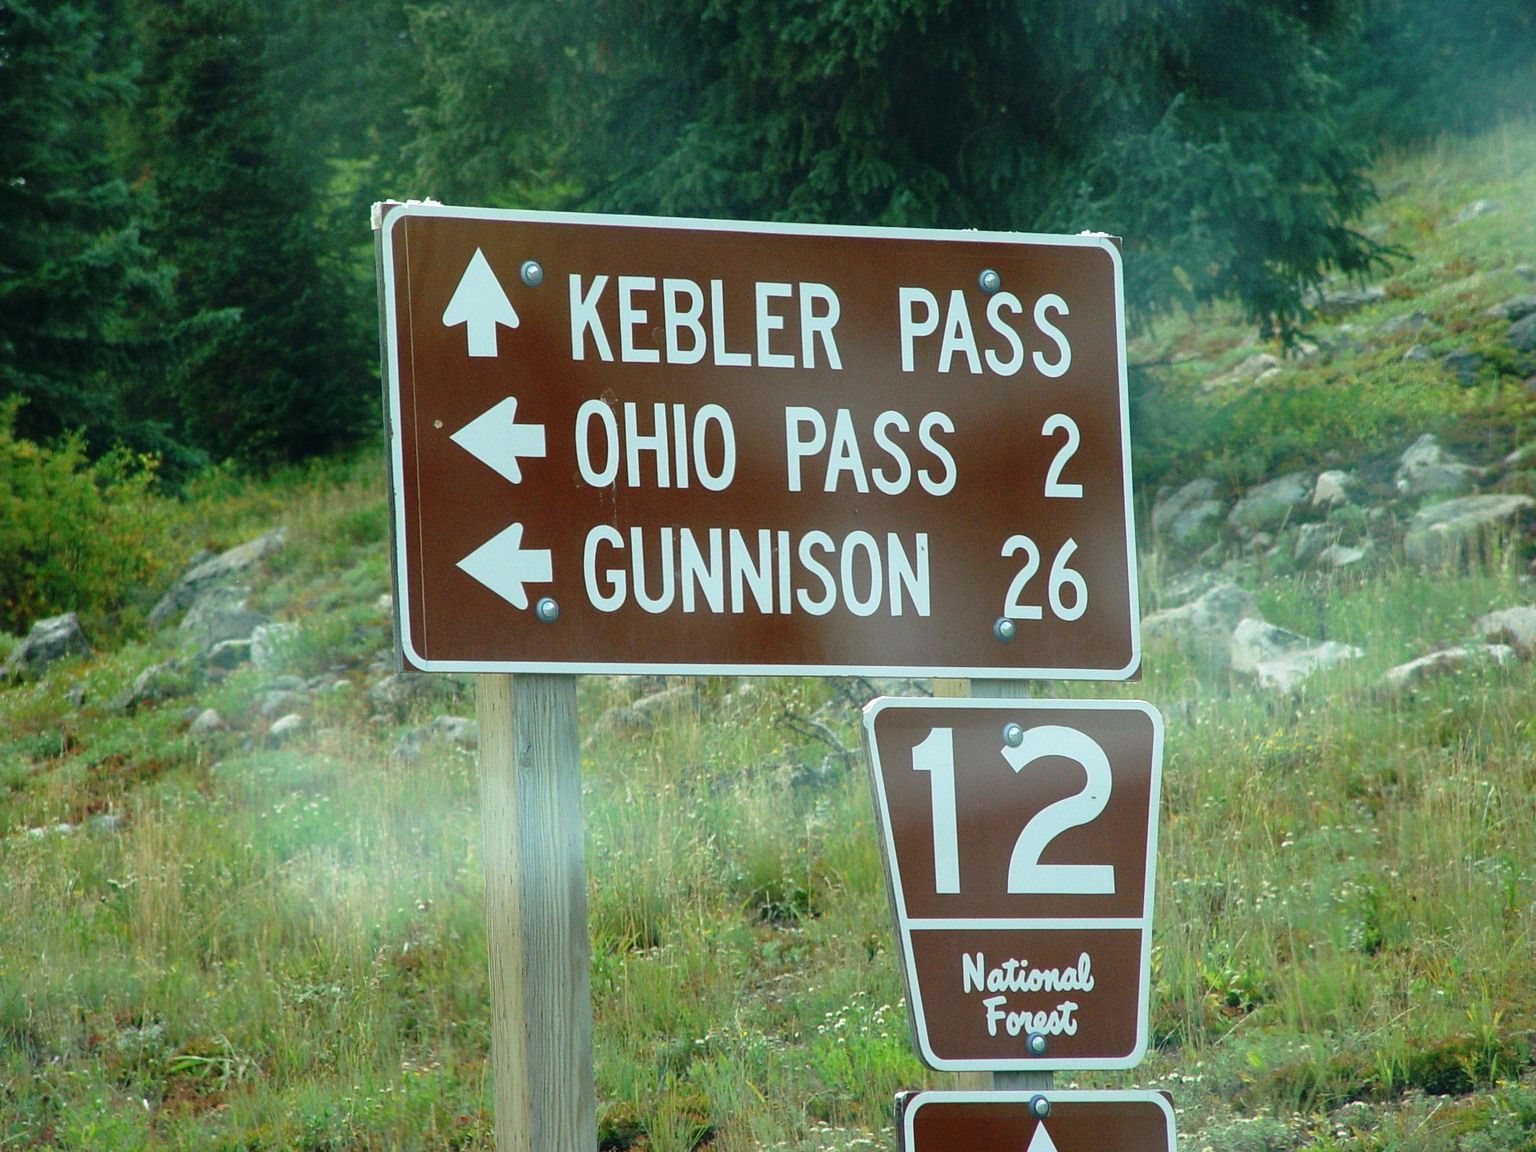 KEBLER PASS
OHIO PASS 2
GUNNISON 26
12
National
Forest